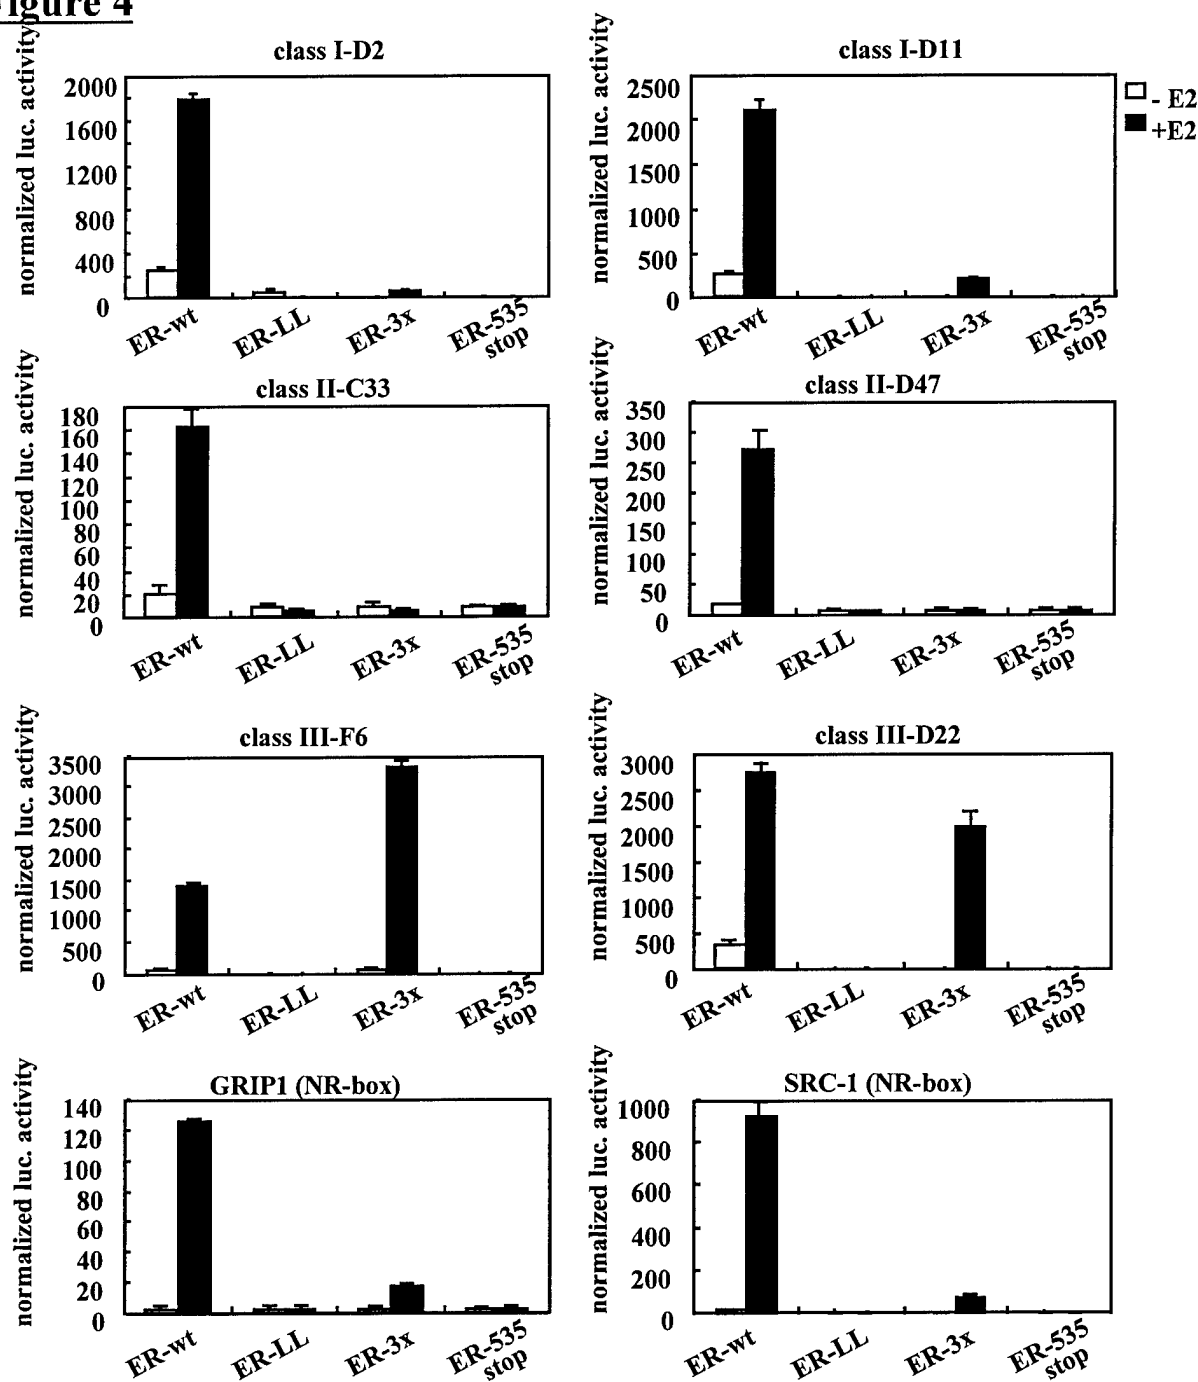 Figure 4
class I-D2
normalized luc. activity
2000
1600
1200
800
400
0
ER-wt
ER-LL
ER-3x
ER-535
stop
class I-D11
normalized luc. activity
2500
2000
1500
1000
500
0
ER-wt
ER-LL
ER-3x
ER-535
stop
- E2
+E2
class II-C33
normalized luc. activity
180
160
140
120
100
80
60
40
20
0
ER-wt
ER-LL
ER-3x
ER-535
stop
class II-D47
normalized luc. activity
350
300
250
200
150
100
50
0
ER-wt
ER-LL
ER-3x
ER-535
stop
class III-F6
normalized luc. activity
3500
3000
2500
2000
1500
1000
500
0
ER-wt
ER-LL
ER-3x
ER-535
stop
class III-D22
normalized luc. activity
3000
2500
2000
1500
1000
500
0
ER-wt
ER-LL
ER-3x
ER-535
stop
GRIP1 (NR-box)
normalized luc. activity
140
120
100
80
60
40
20
0
ER-wt
ER-LL
ER-3x
ER-535
stop
SRC-1 (NR-box)
normalized luc. activity
1000
800
600
400
200
0
ER-wt
ER-LL
ER-3x
ER-535
stop